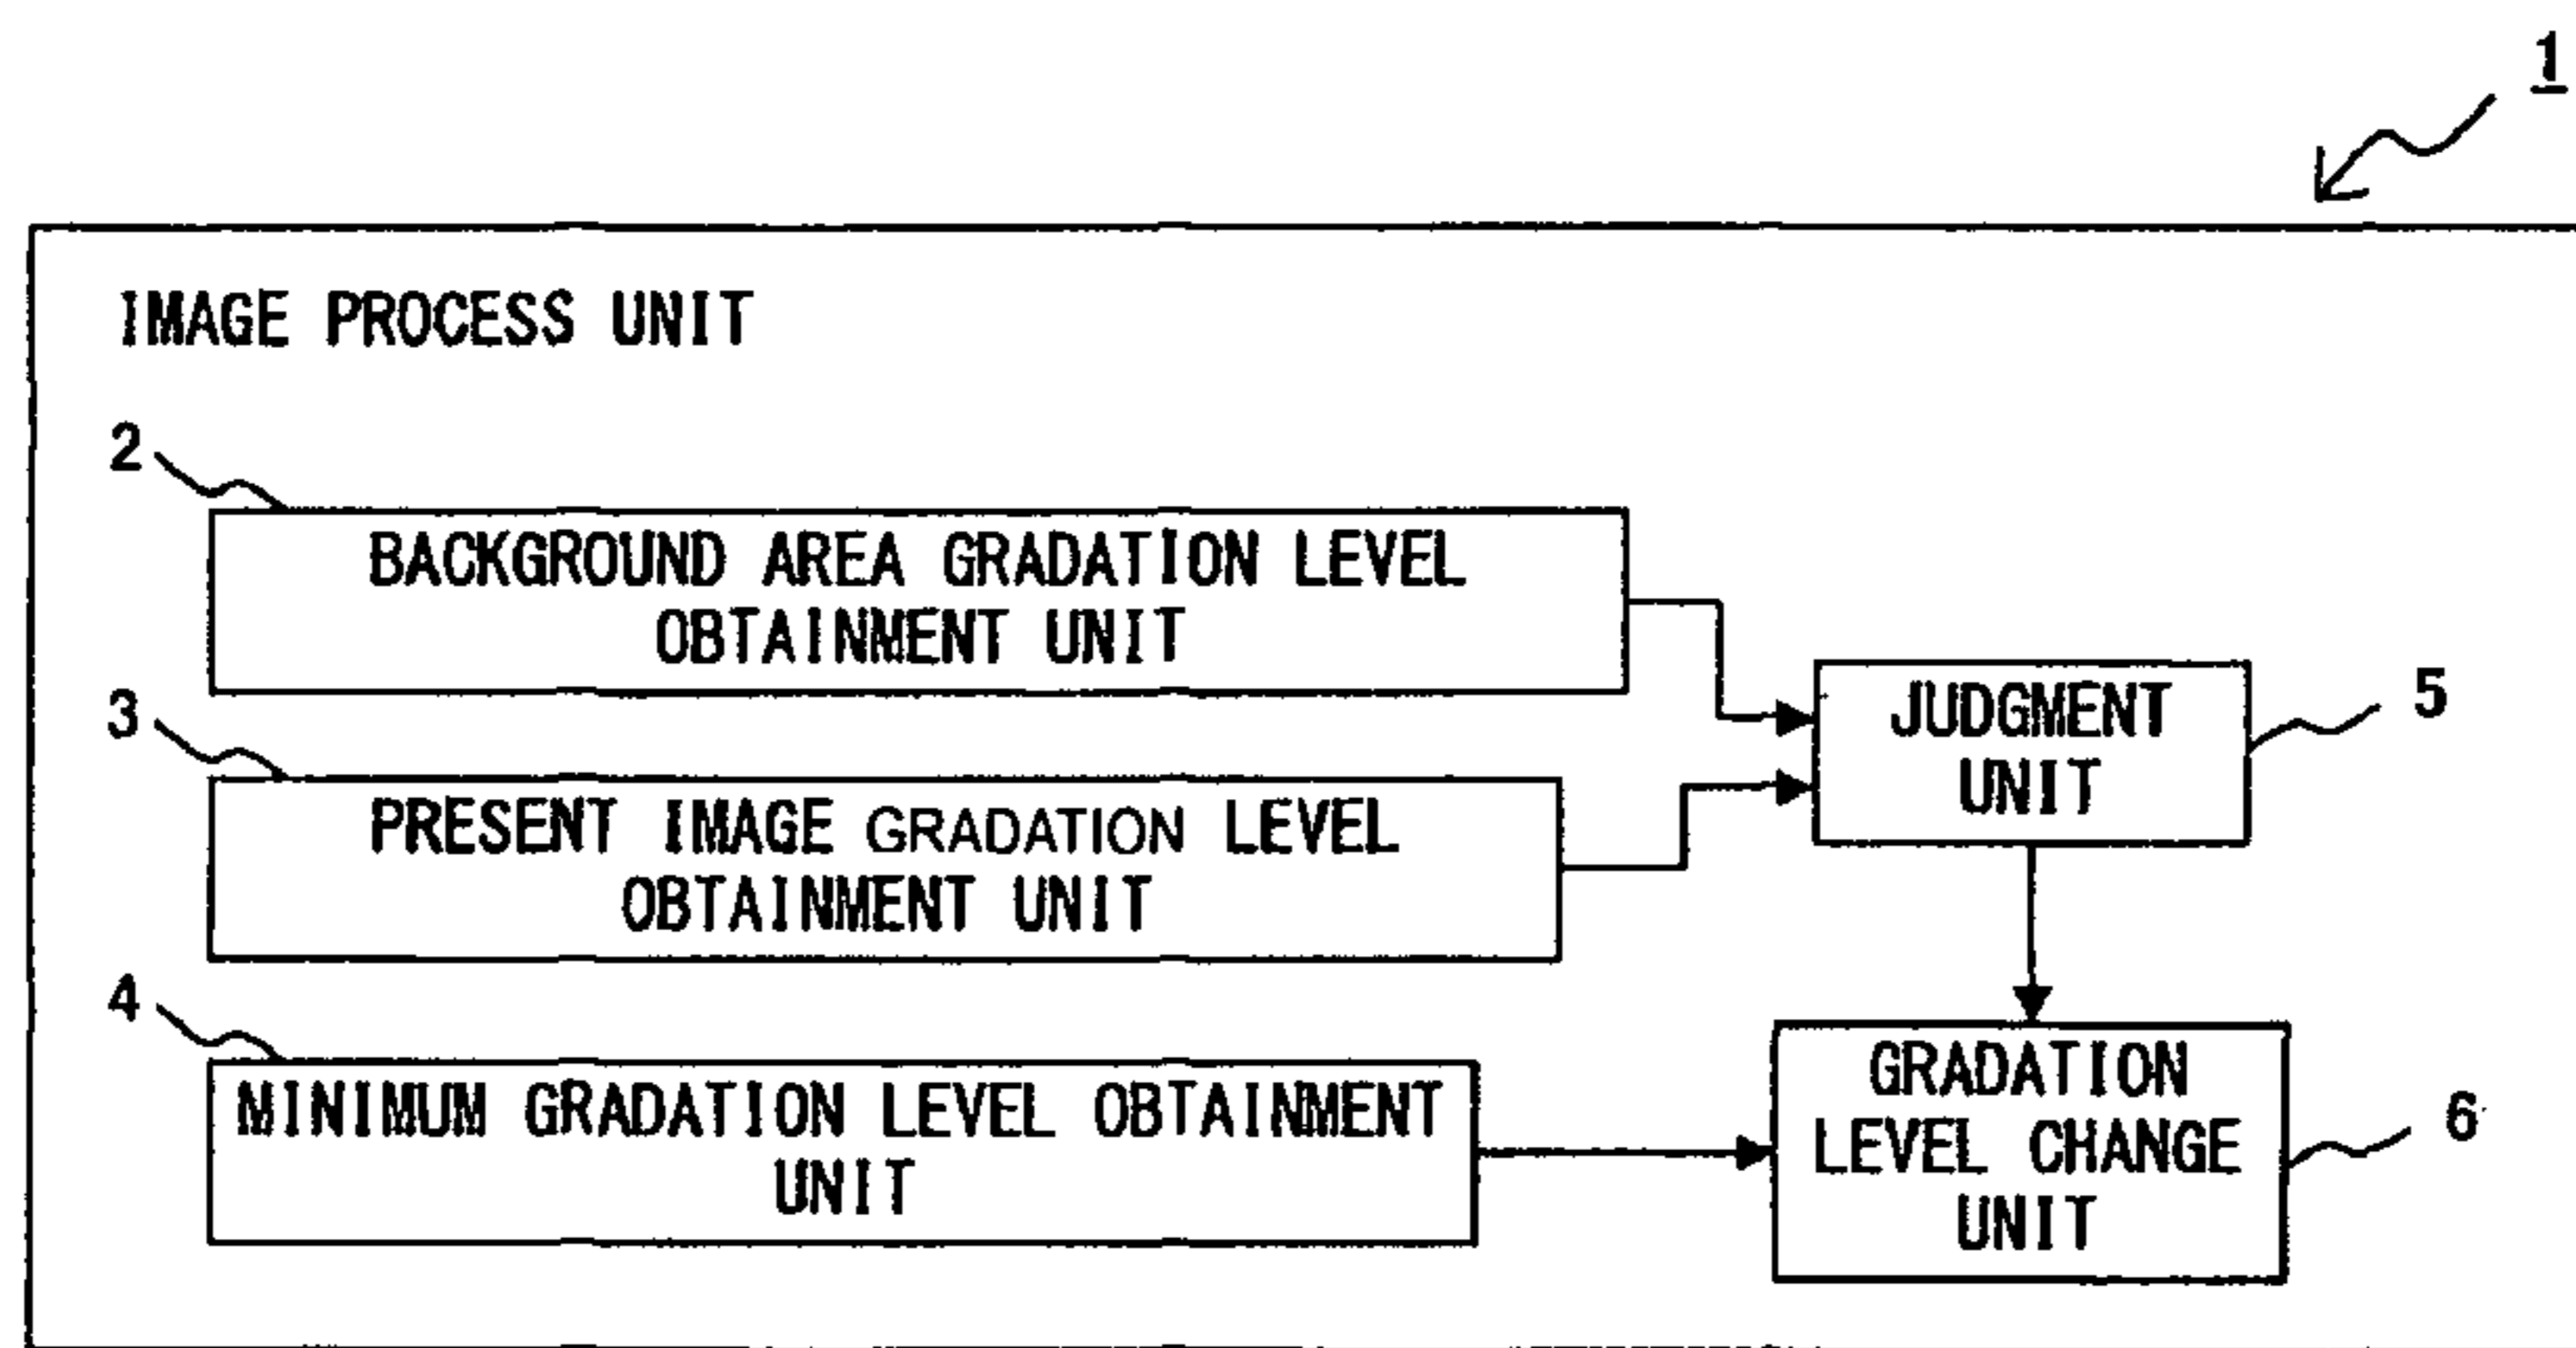 1
IMAGE PROCESS UNIT
2
BACKGROUND AREA GRADATION LEVEL
OBTAINMENT UNIT
3
PRESENT IMAGE GRADATION LEVEL
OBTAINMENT UNIT
4
MINIMUM GRADATION LEVEL OBTAINMENT
UNIT
JUDGMENT
UNIT
5
GRADATION
LEVEL CHANGE
UNIT
6